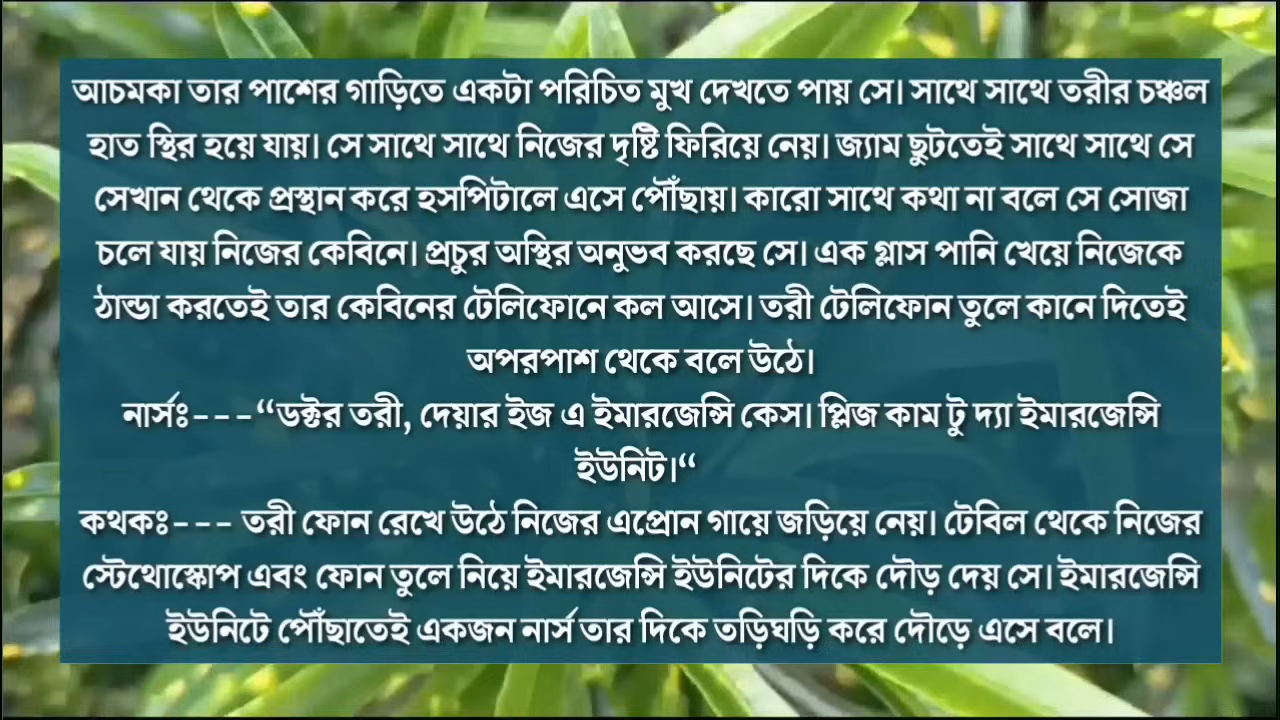 আচমকা তার পাশের গাড়িতে একটা পরিচিত মুখ দেখতে পায় সে। সাথে সাথে তরীর চঞ্চল
হাত স্থির হয়ে যায়। সে সাথে সাথে নিজের দৃষ্টি ফিরিয়ে নেয়। জ্যাম ছুটতেই সাথে সাথে সে
সেখান থেকে প্রস্থান করে হসপিটালে এসে পৌঁছায়। কারো সাথে কথা না বলে সে সোজা
চলে যায় নিজের কেবিনে। প্রচুর অস্থির অনুভব করছে সে। এক গ্লাস পানি খেয়ে নিজেকে
ঠান্ডা করতেই তার কেবিনের টেলিফোনে কল আসে। তরী টেলিফোন তুলে কানে দিতেই
অপরপাশ থেকে বলে উঠে।
নার্সঃ---“ডক্টর তরী, দেয়ার ইজ এ ইমারজেন্সি কেস। প্লিজ কাম টু দ্যা ইমারজেন্সি
ইউনিট।“
কথকঃ--- তরী ফোন রেখে উঠে নিজের এপ্রোন গায়ে জড়িয়ে নেয়। টেবিল থেকে নিজের
স্টেথোস্কোপ এবং ফোন তুলে নিয়ে ইমারজেন্সি ইউনিটের দিকে দৌড় দেয় সে। ইমারজেন্সি
ইউনিটে পৌঁছাতেই একজন নার্স তার দিকে তড়িঘড়ি করে দৌড়ে এসে বলে।